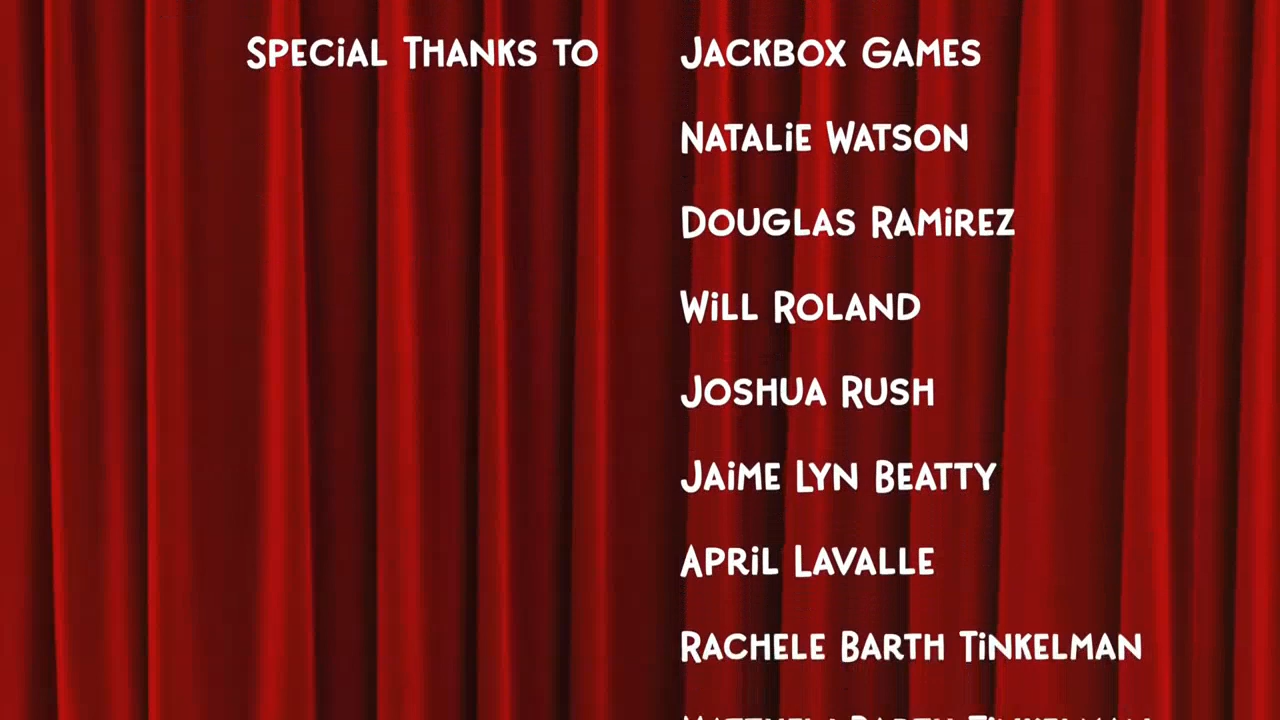 Special Thanks to Jackbox Games
Natalie Watson
Douglas Ramirez
Will Roland
Joshua Rush
Jaime Lyn Beatty
April Lavalle
Rachele Barth Tinkelman